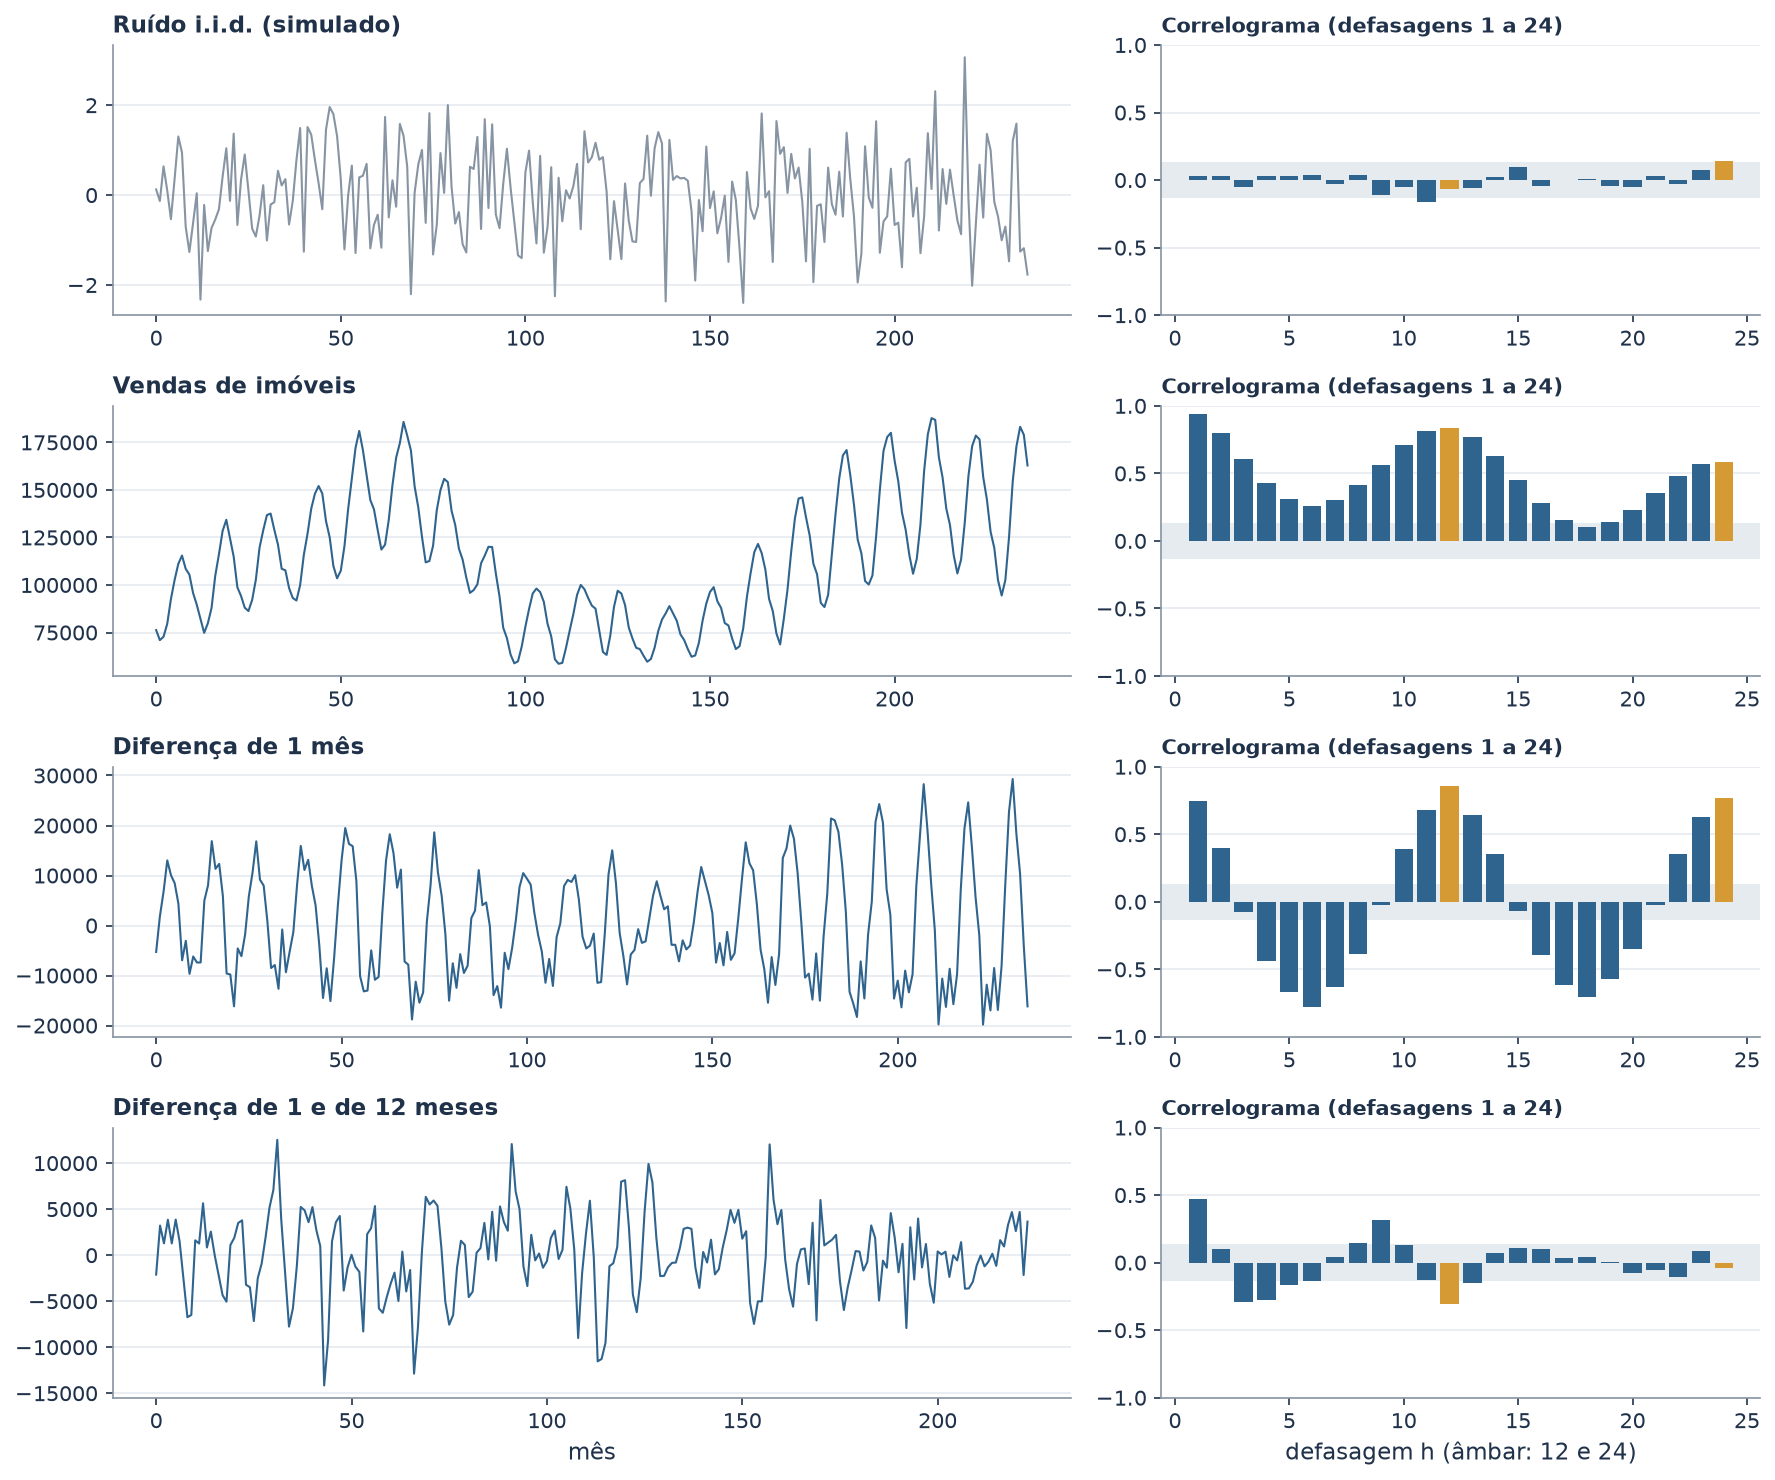 Ruído i.i.d. (simulado)
2
0
−2
0 50 100 150 200
Correlograma (defasagens 1 a 24)
1.0
0.5
0.0
−0.5
−1.0
0 5 10 15 20 25
Vendas de imóveis
175000
150000
125000
100000
75000
0 50 100 150 200
Correlograma (defasagens 1 a 24)
1.0
0.5
0.0
−0.5
−1.0
0 5 10 15 20 25
Diferença de 1 mês
30000
20000
10000
0
−10000
−20000
0 50 100 150 200
Correlograma (defasagens 1 a 24)
1.0
0.5
0.0
−0.5
−1.0
0 5 10 15 20 25
Diferença de 1 e de 12 meses
10000
5000
0
−5000
−10000
−15000
0 50 100 150 200
mês
Correlograma (defasagens 1 a 24)
1.0
0.5
0.0
−0.5
−1.0
0 5 10 15 20 25
defasagem h (âmbar: 12 e 24)